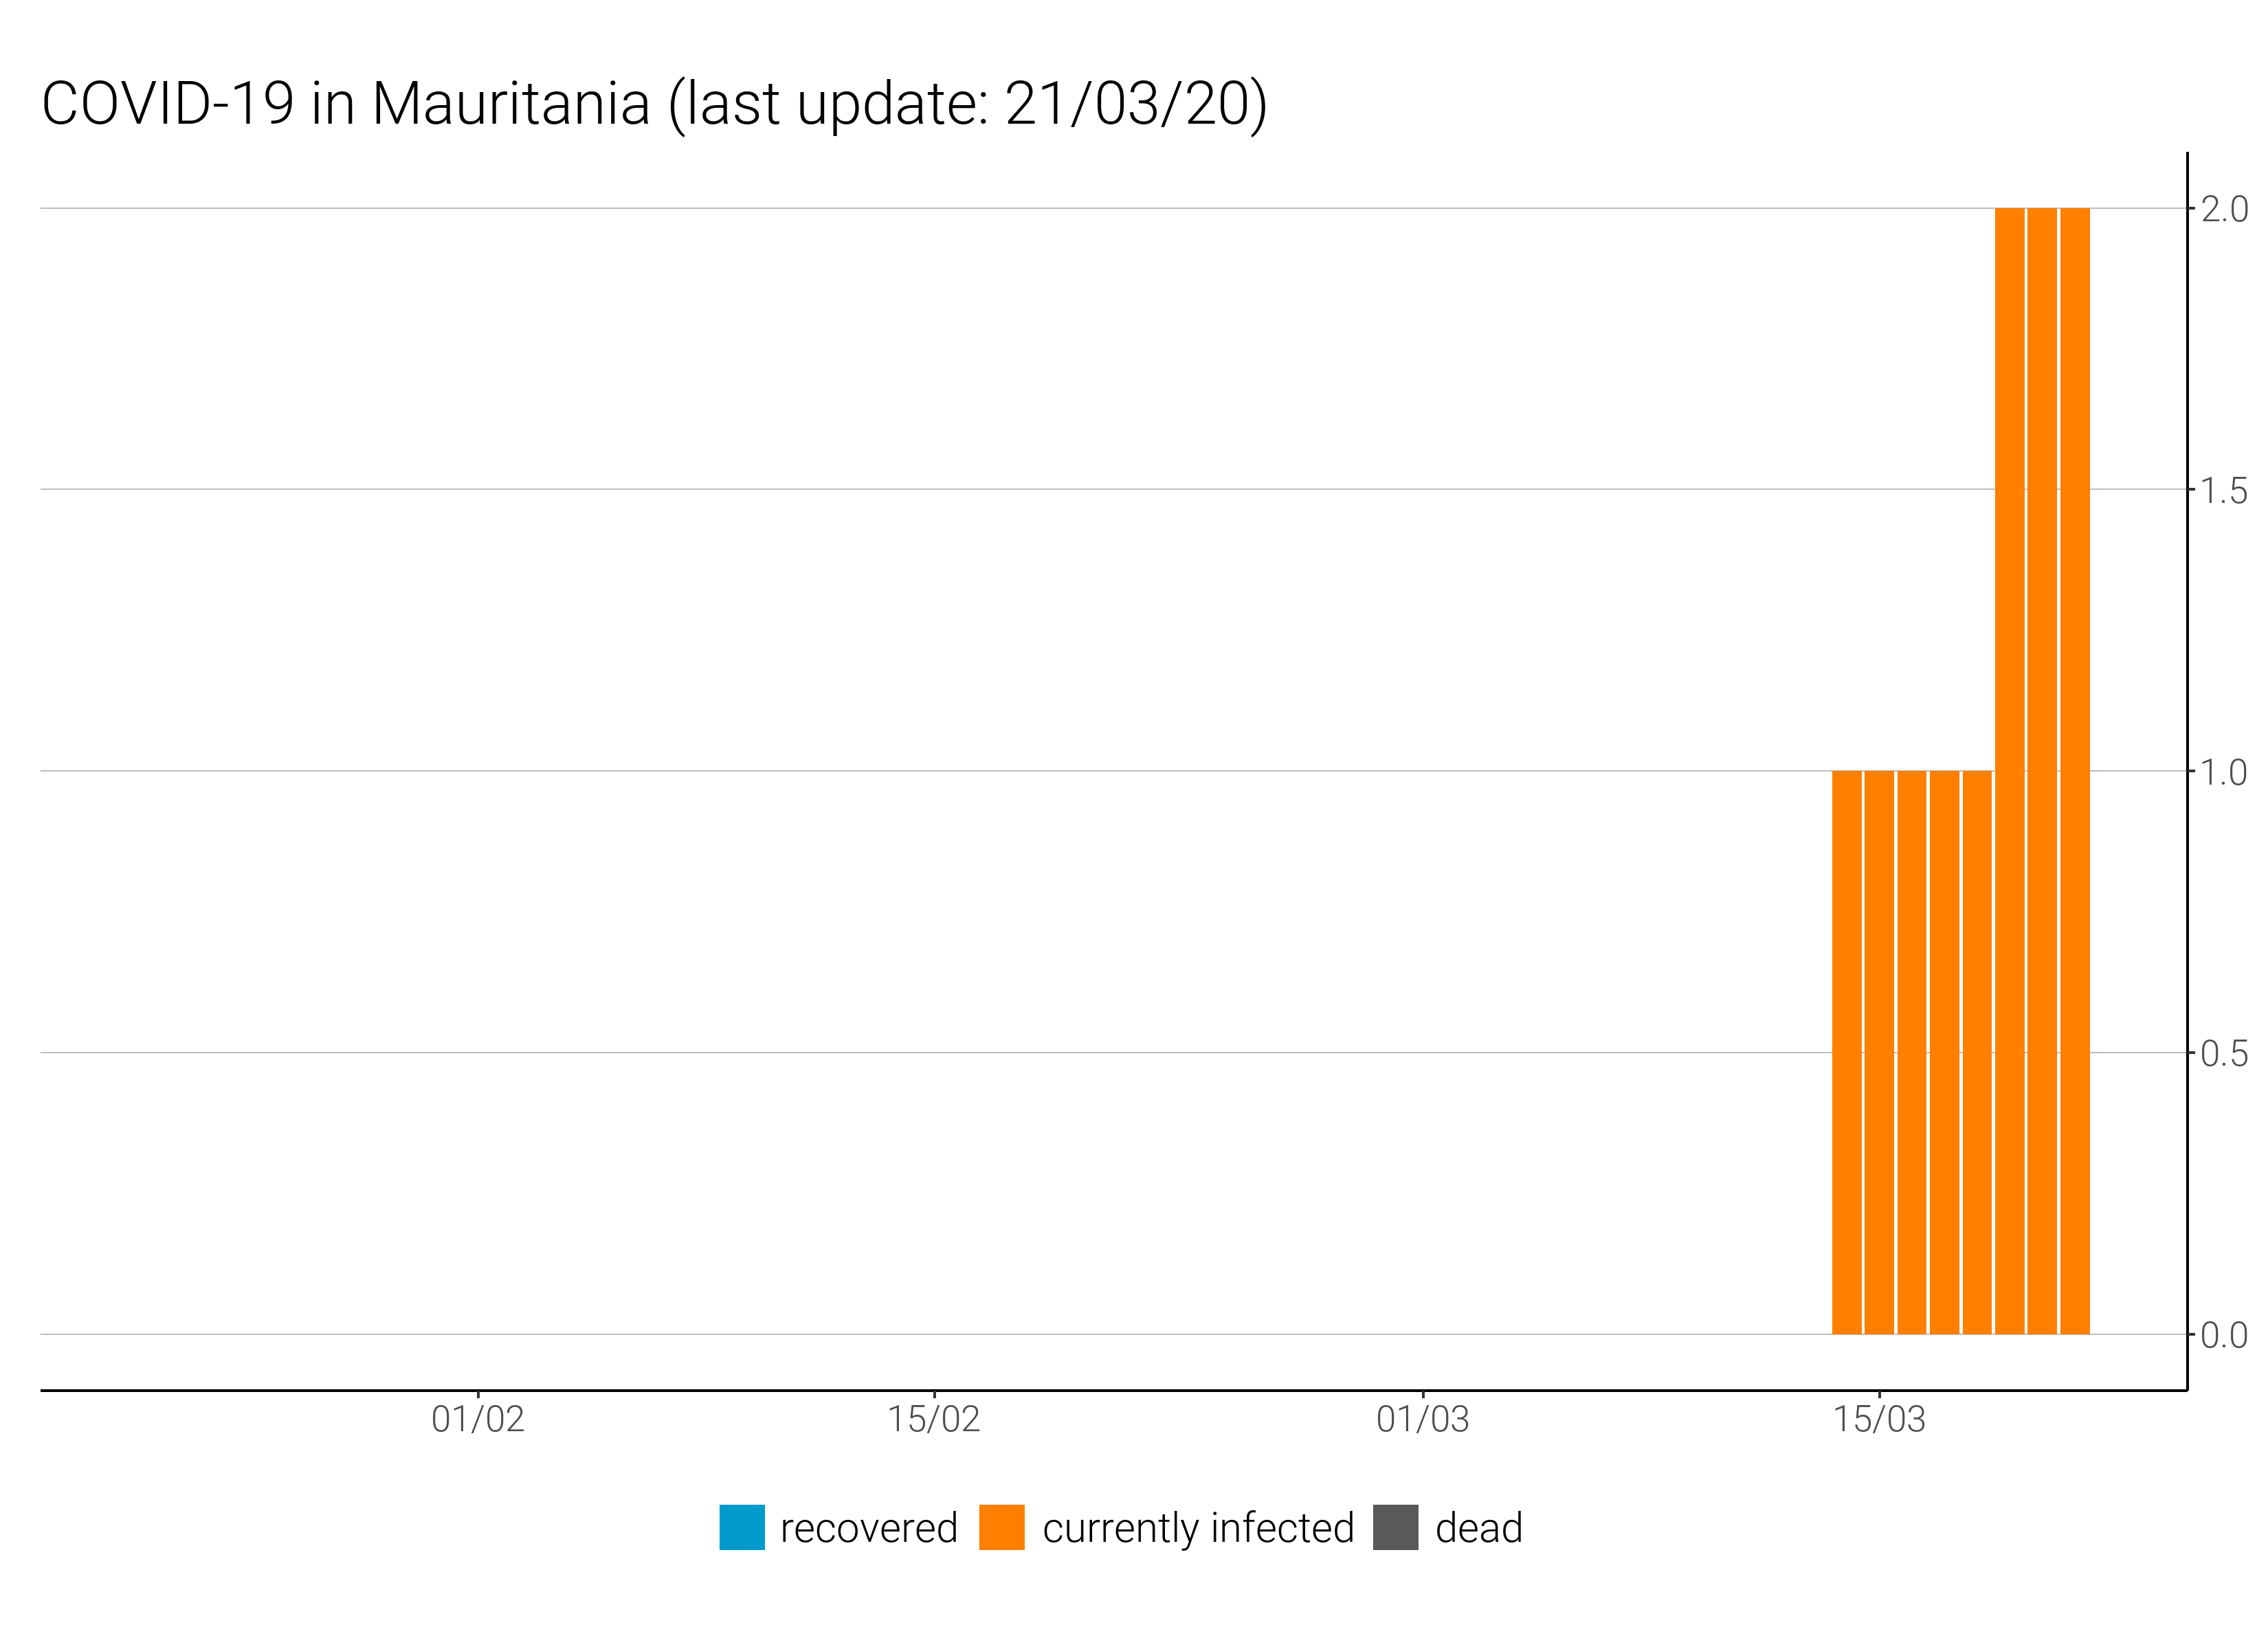 COVID-19 in Mauritania (last update: 21/03/20)
2.0
1.5
1.0
0.5
0.0
01/02 15/02 01/03 15/03
recovered currently infected dead